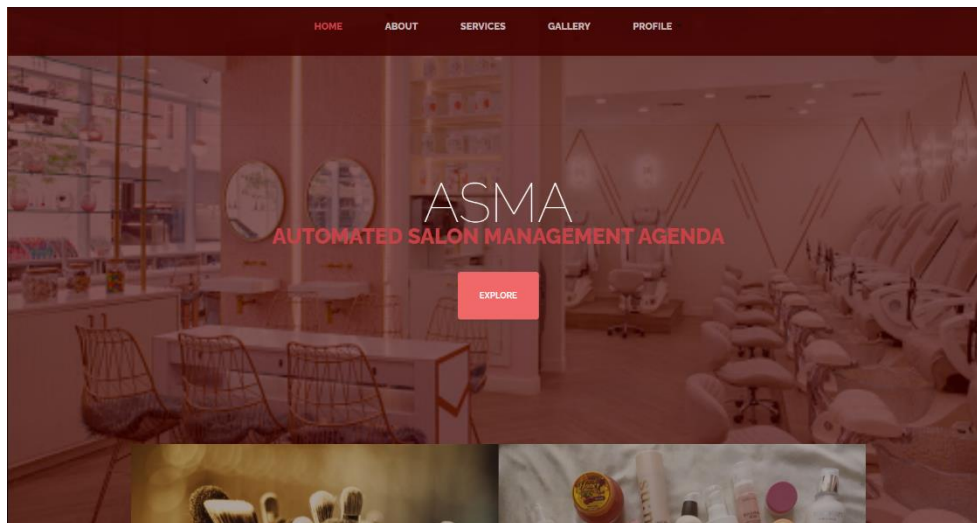 HOME ABOUT SERVICES GALLERY PROFILE
ASMA
AUTOMATED SALON MANAGEMENT AGENDA
EXPLORE